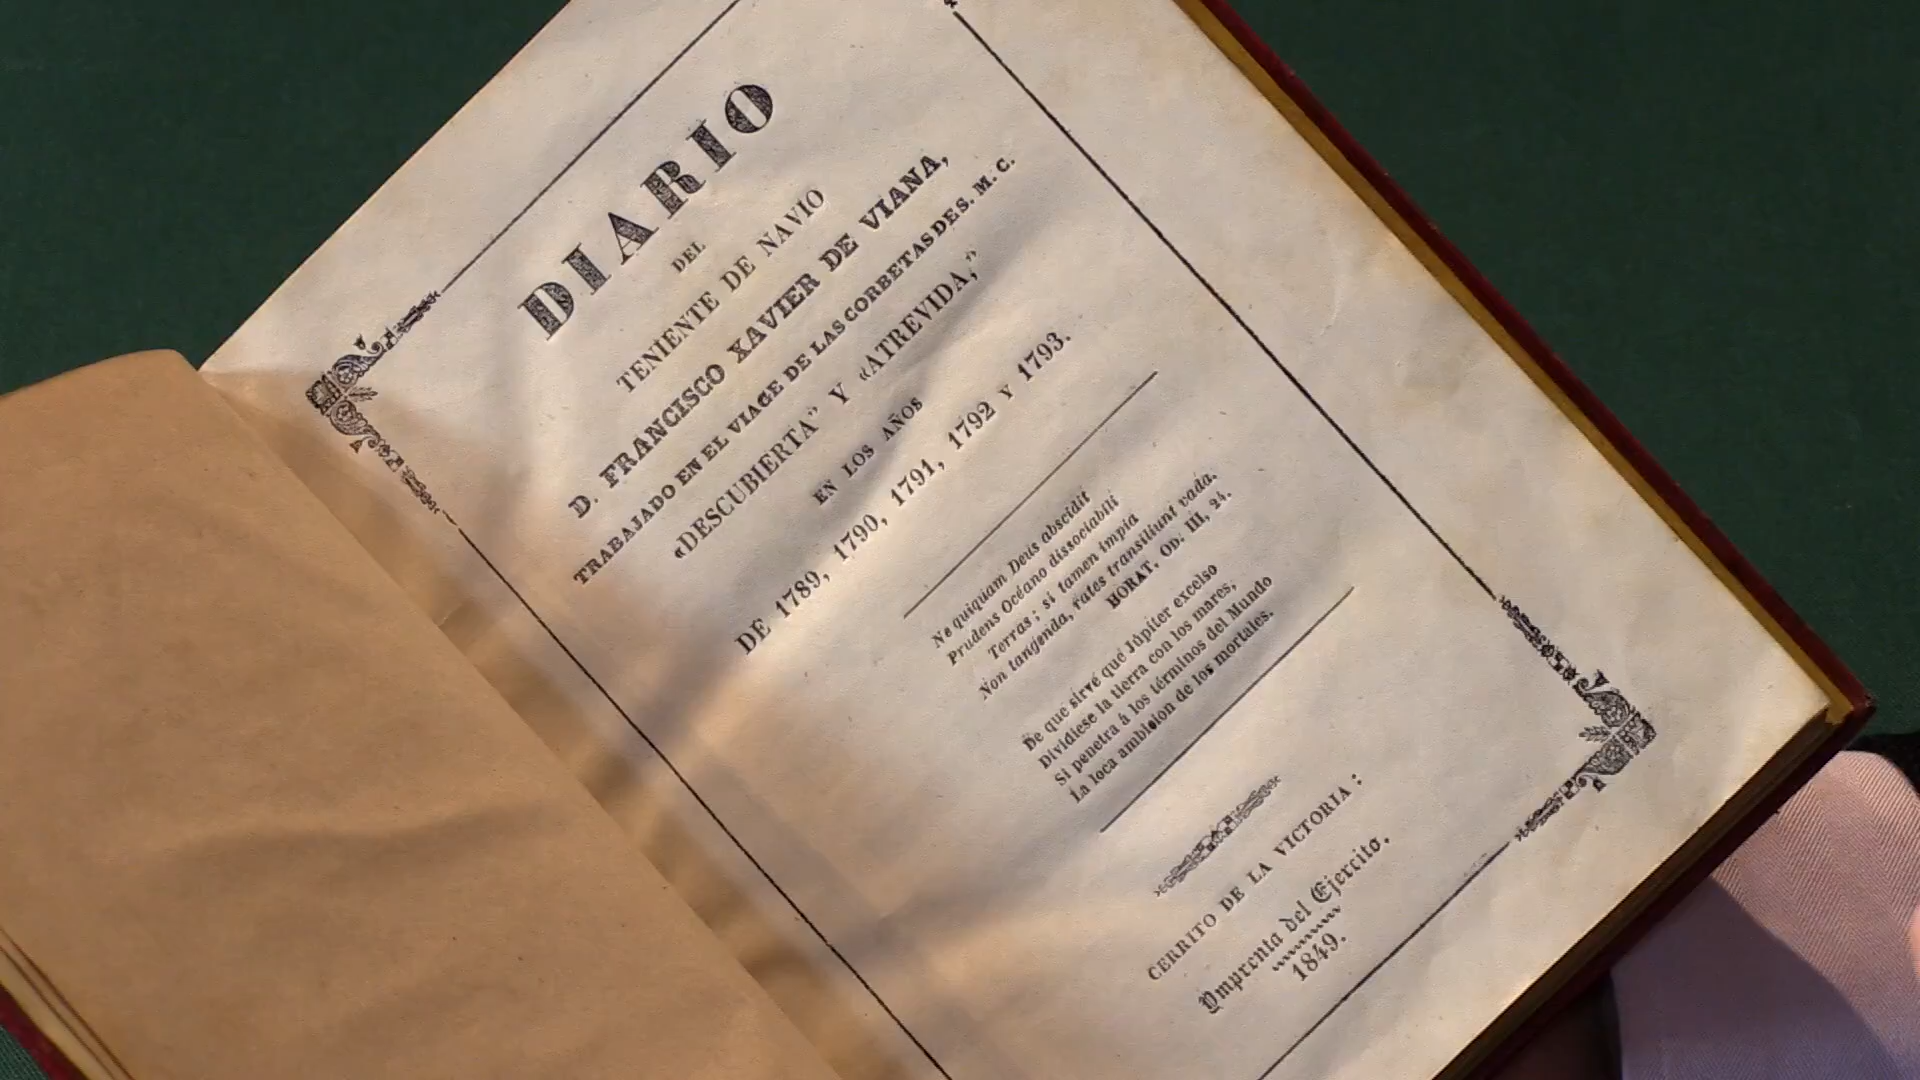 DIARIO
DEL
TENIENTE DE NAVIO
D. FRANCISCO XAVIER DE VIANA,
TRABAJADO EN EL VIAGE DE LAS CORBETAS DE S. M. C.
«DESCUBIERTA” Y «ATREVIDA,”
EN LOS AÑOS
DE 1789, 1790, 1791, 1792 Y 1793.
Ne quiquam Deus abscidit
Prudens Océano dissociabili
Terras; si tamen impia
Non tangenda, rates transiliunt vada.
HORAT. OD: III, 24.
De que sirve que Júpiter excelso
Dividiese la tierra con los mares,
Si penetra á los términos del Mundo
La loca ambision de los mortales.
CERRITO DE LA VICTORIA:
Ymprenta del Ejercito.
1849.